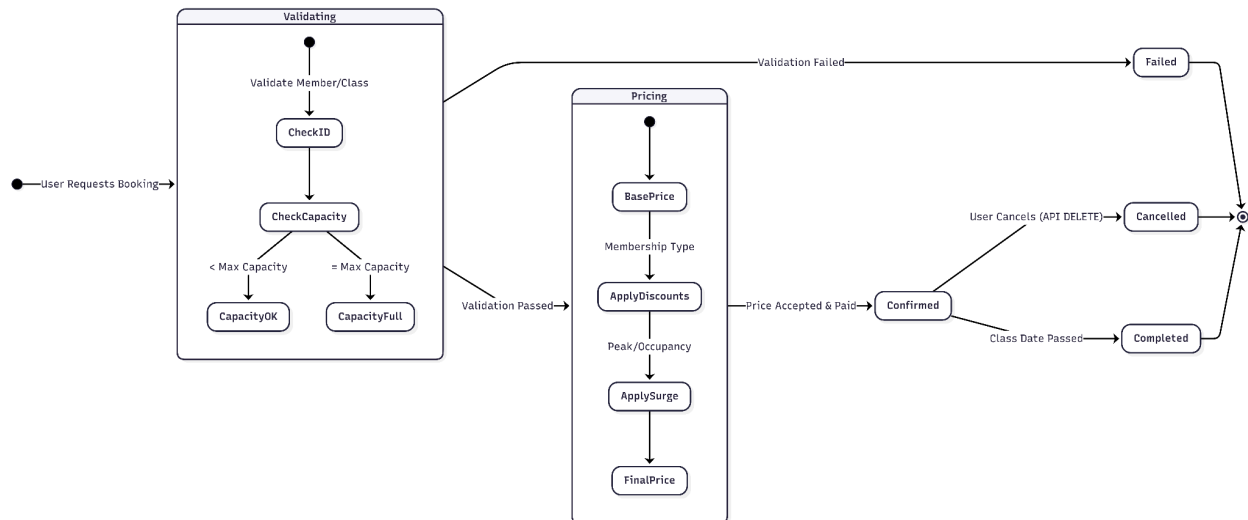 Validating
Validate Member/Class
CheckID
CheckCapacity
< Max Capacity
= Max Capacity
CapacityOK
CapacityFull
User Requests Booking
Validation Failed
Failed
Validation Passed
Pricing
BasePrice
Membership Type
ApplyDiscounts
Peak/Occupancy
ApplySurge
FinalPrice
Price Accepted & Paid
Confirmed
User Cancels (API DELETE)
Cancelled
Class Date Passed
Completed